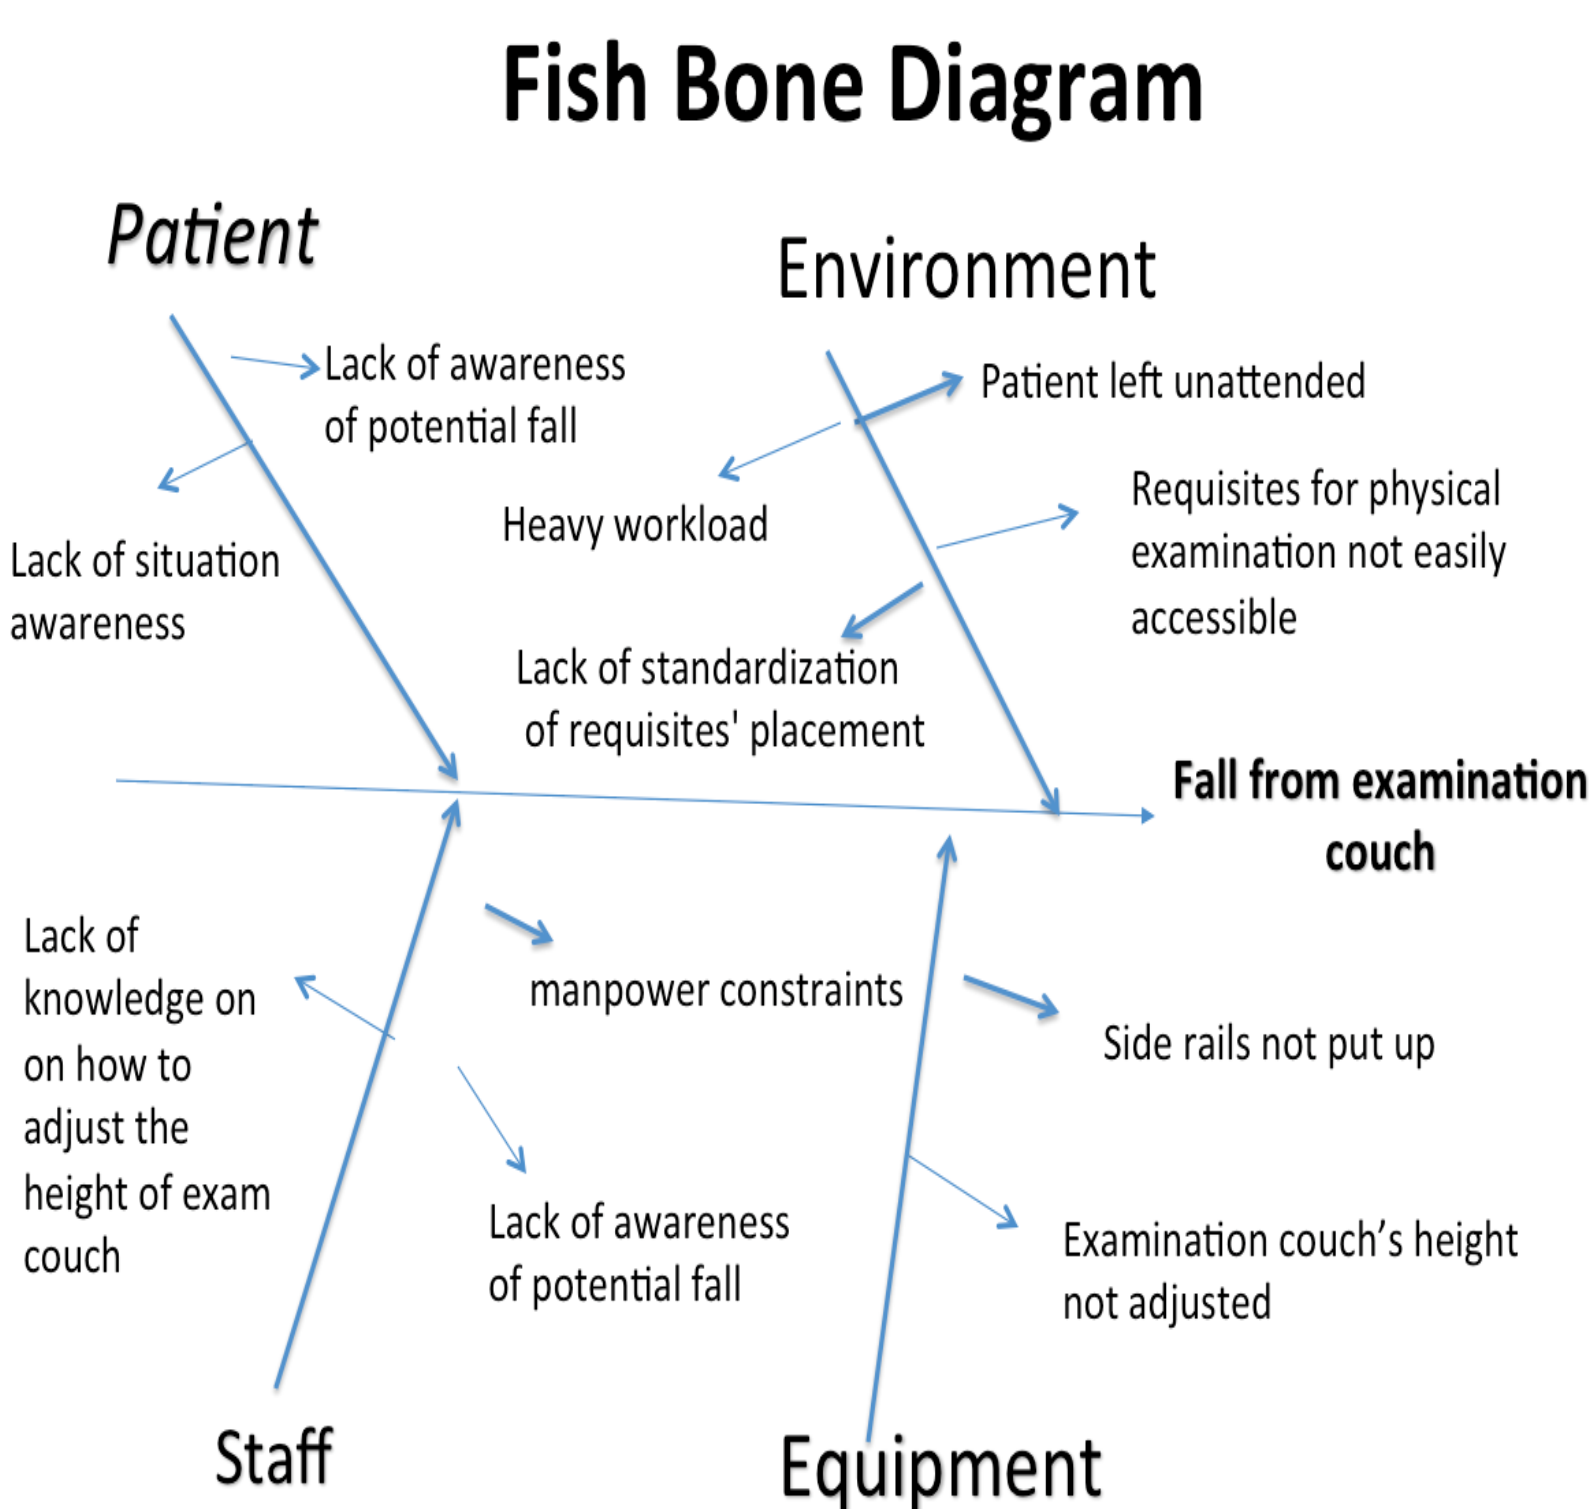 Fish Bone Diagram
Patient
Environment
Lack of awareness
of potential fall
Patient left unattended
Heavy workload
Requisites for physical
examination not easily
accessible
Lack of situation
awareness
Lack of standardization
of requisites' placement
Fall from examination
couch
Lack of
knowledge on
on how to
adjust the
height of exam
couch
manpower constraints
Side rails not put up
Lack of awareness
of potential fall
Examination couch’s height
not adjusted
Staff
Equipment